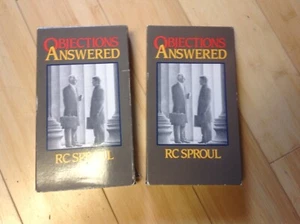 OBJECTIONS
ANSWERED
RC SPROUL
OBJECTIONS
ANSWERED
RC SPROUL